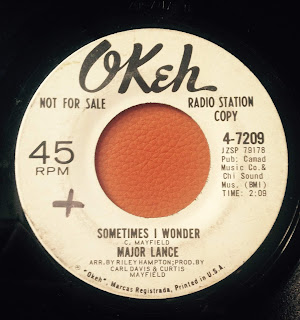 OKeh
NOT FOR SALE
RADIO STATION
COPY
45
RPM
4-7209
JZSP 79178
Pub: Camad
Music Co.&
Chi Sound
Mus. (BMI)
TIME: 2:09
SOMETIMES I WONDER
C. MAYFIELD
MAJOR LANCE
ARR.BY RILEY HAMPTON;PROD.BY
CARL DAVIS & CURTIS
MAYFIELD
® "Okeh", Marcas Registrada, Printed in U.S.A.